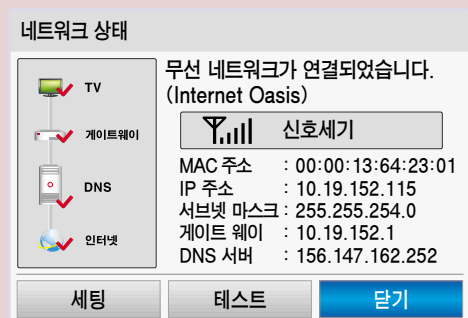 네트워크 상태
TV
게이트웨이
DNS
인터넷
무선 네트워크가 연결되었습니다.
(Internet Oasis)
신호세기
MAC 주소 : 00:00:13:64:23:01
IP 주소 : 10.19.152.115
서브넷 마스크 : 255.255.254.0
게이트 웨이 : 10.19.152.1
DNS 서버 : 156.147.162.252
세팅
테스트
닫기